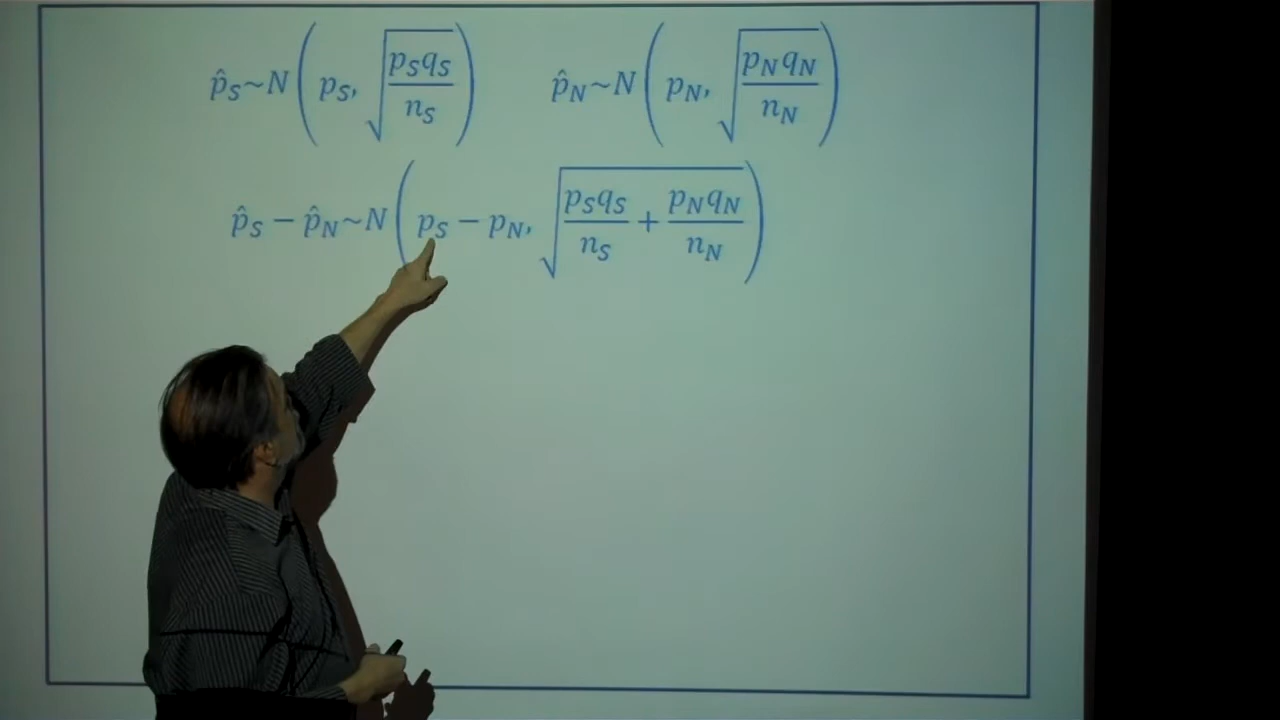 p̂_S~N(p_S, √(p_S q_S / n_S)) p̂_N~N(p_N, √(p_N q_N / n_N))
p̂_S − p̂_N~N(p_S − p_N, √(p_S q_S / n_S + p_N q_N / n_N))